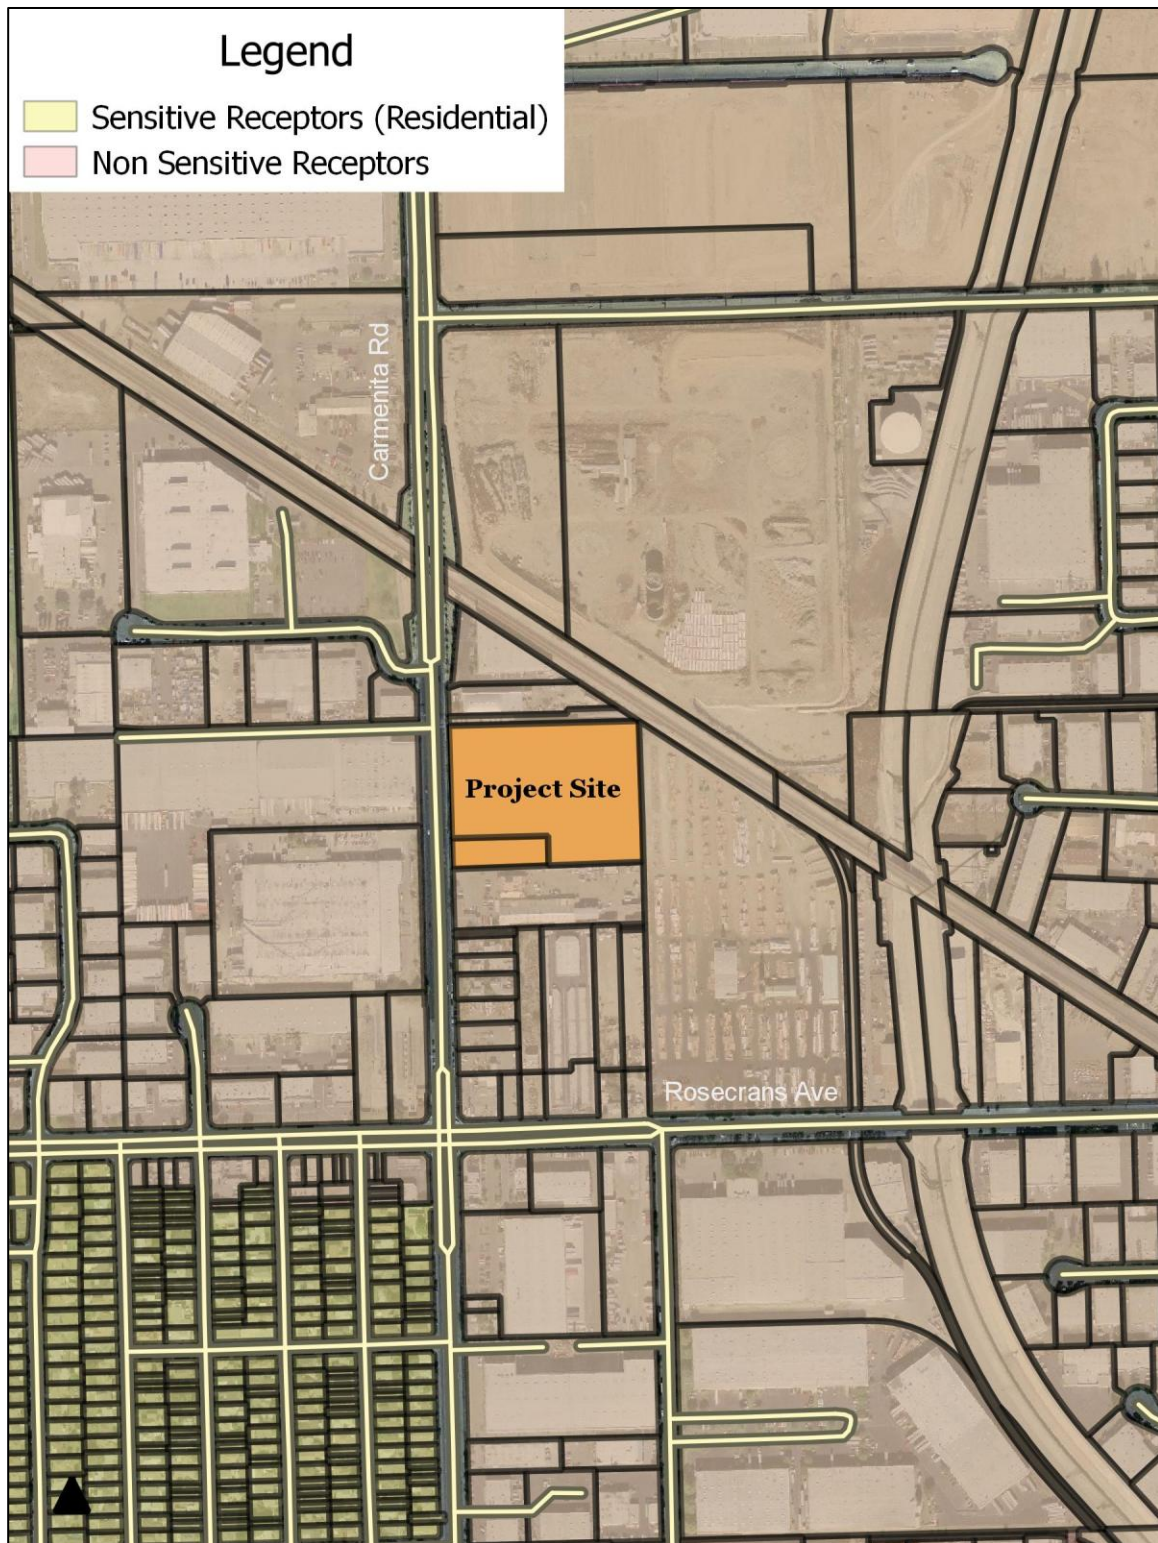 Legend
Sensitive Receptors (Residential)
Non Sensitive Receptors
Carmenita Rd
Project Site
Rosecrans Ave